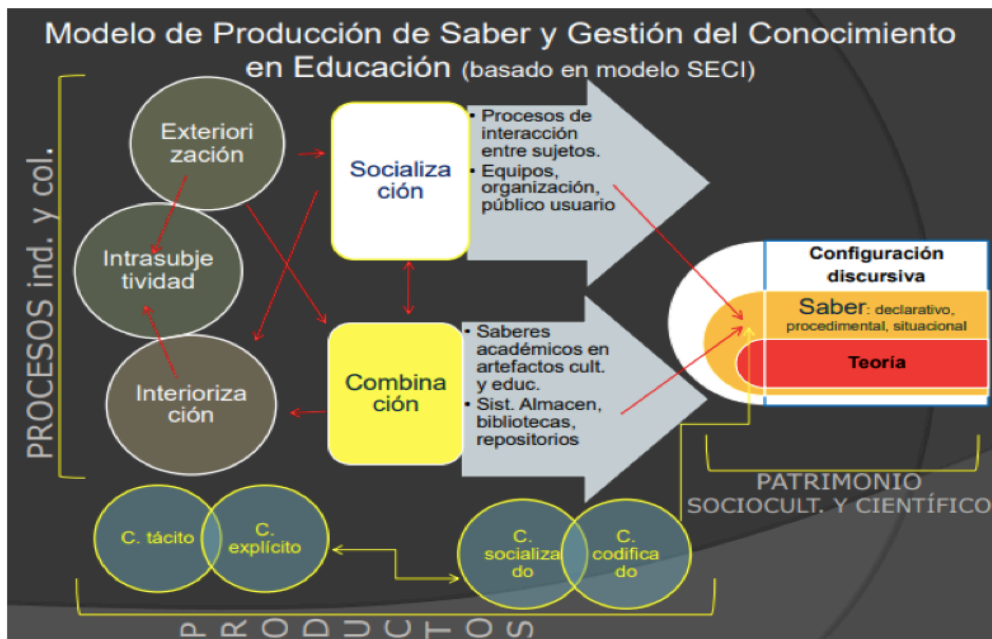 Modelo de Producción de Saber y Gestión del Conocimiento
en Educación (basado en modelo SECI)
PROCESOS ind. y col.
Exteriori
zación
Intrasubje
tividad
Interioriza
ción
Socializa
ción
Combina
ción
• Procesos de
interacción
entre sujetos.
• Equipos,
organización,
público usuario
• Saberes
académicos en
artefactos cult.
y educ.
• Sist. Almacen,
bibliotecas,
repositorios
Configuración
discursiva
Saber: declarativo,
procedimental, situacional
Teoría
PATRIMONIO
SOCIOCULT. Y CIENTÍFICO
C. tácito
C.
explícito
C.
socializa
do
C.
codifica
do
PRODUCTOS